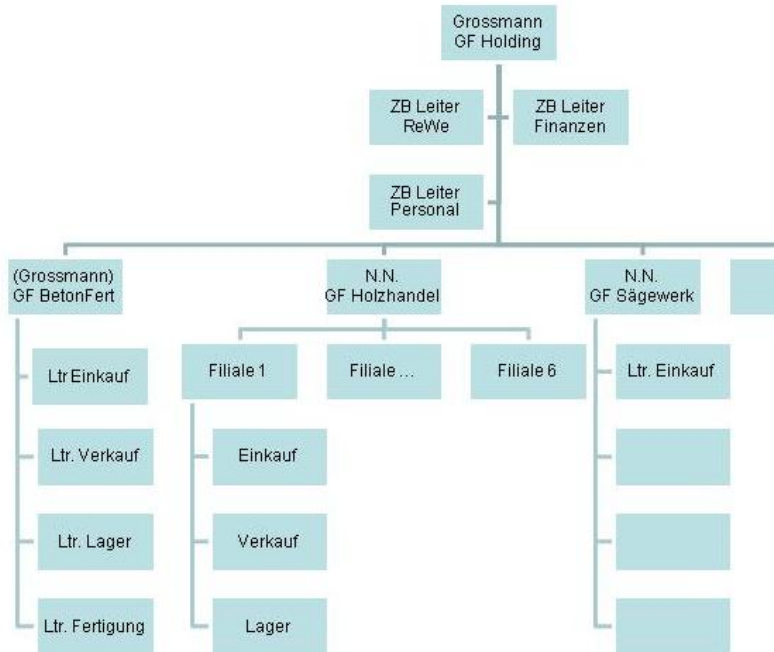 Grossmann
GF Holding
ZB Leiter
ReWe
ZB Leiter
Finanzen
ZB Leiter
Personal
(Grossmann)
GF BetonFert
N.N.
GF Holzhandel
N.N.
GF Sägewerk
Ltr Einkauf
Filiale 1
Filiale ...
Filiale 6
Ltr. Einkauf
Ltr. Verkauf
Einkauf
Ltr. Lager
Verkauf
Ltr. Fertigung
Lager